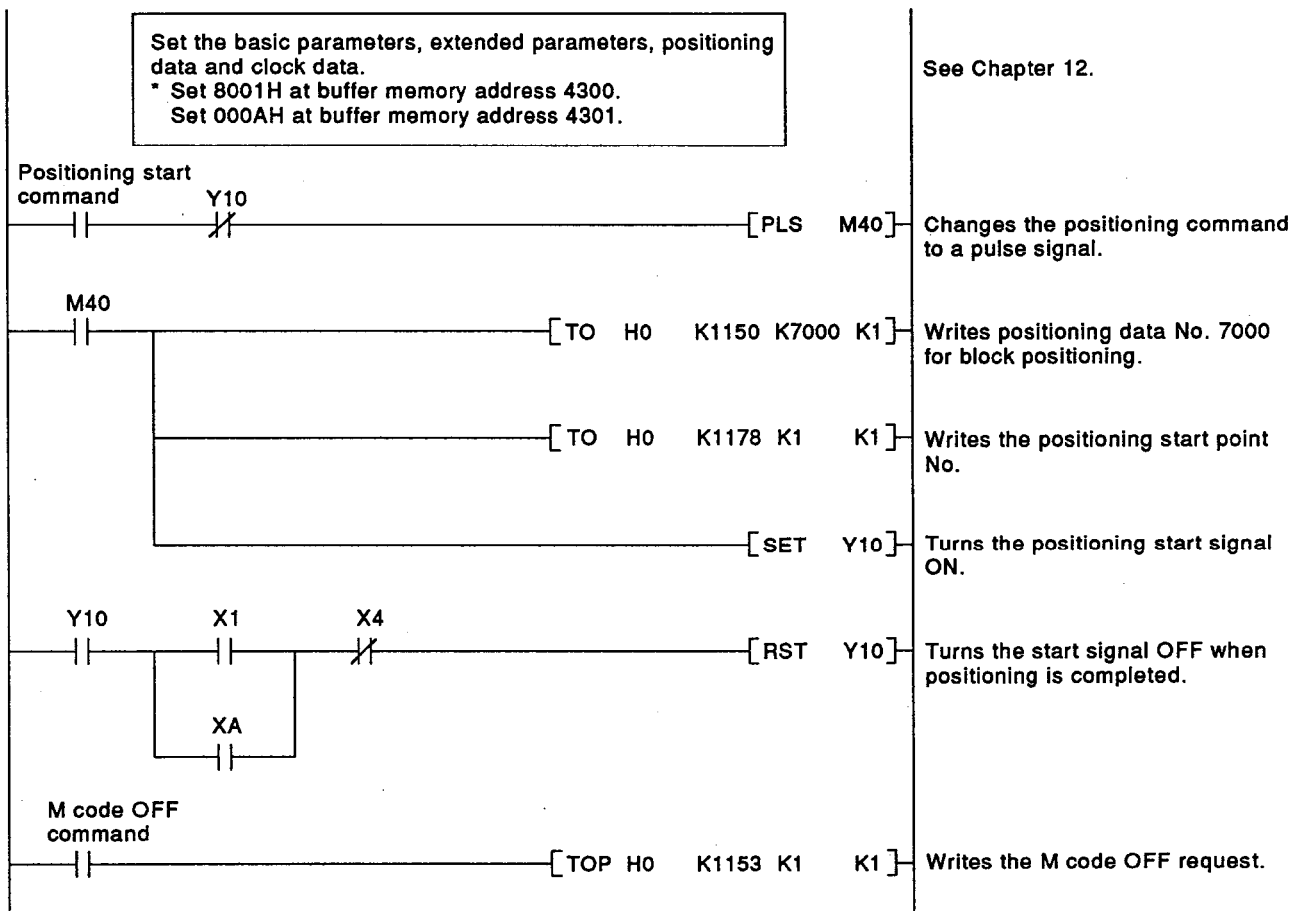 Set the basic parameters, extended parameters, positioning
data and clock data.
* Set 8001H at buffer memory address 4300.
Set 000AH at buffer memory address 4301.
See Chapter 12.
Positioning start
command
Y10
[PLS M40]
Changes the positioning command
to a pulse signal.
M40
[TO H0 K1150 K7000 K1]
Writes positioning data No. 7000
for block positioning.
[TO H0 K1178 K1 K1]
Writes the positioning start point
No.
[SET Y10]
Turns the positioning start signal
ON.
Y10 X1 X4
[RST Y10]
Turns the start signal OFF when
positioning is completed.
XA
M code OFF
command
[TOP H0 K1153 K1 K1]
Writes the M code OFF request.